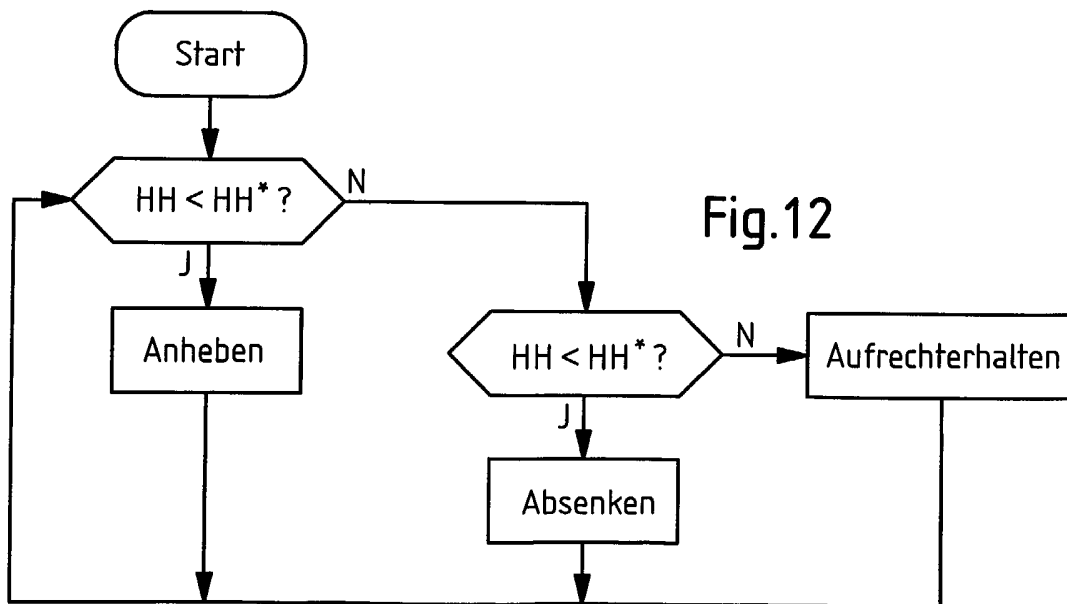 Start
HH < HH* ?
N
Fig.12
J
Anheben
HH < HH* ?
N
Aufrechterhalten
J
Absenken